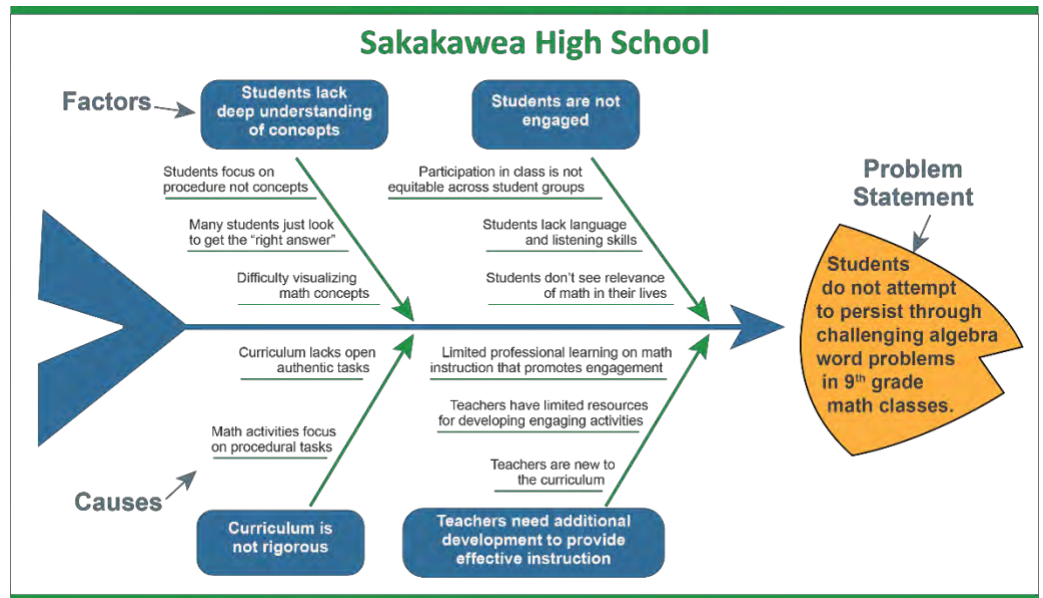 Sakakawea High School
Factors
Students lack
deep understanding
of concepts
Students are not
engaged
Students focus on
procedure not concepts
Many students just look
to get the “right answer”
Difficulty visualizing
math concepts
Participation in class is not
equitable across student groups
Students lack language
and listening skills
Students don’t see relevance
of math in their lives
Problem
Statement
Students
do not attempt
to persist through
challenging algebra
word problems
in 9th grade
math classes.
Curriculum lacks open
authentic tasks
Math activities focus
on procedural tasks
Causes
Curriculum is
not rigorous
Limited professional learning on math
instruction that promotes engagement
Teachers have limited resources
for developing engaging activities
Teachers are new to
the curriculum
Teachers need additional
development to provide
effective instruction